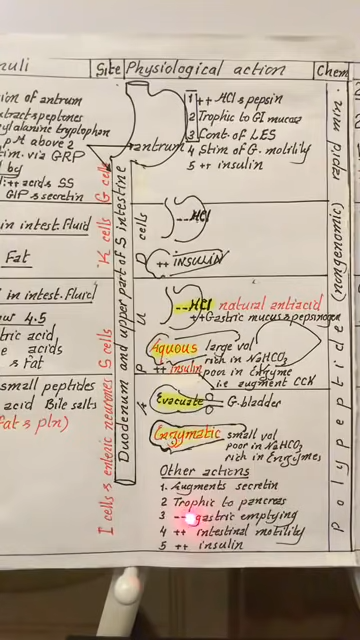 muli
Site
Physiological action
Chem
ion of antrum
peptones
ylalanine tryptophan
pH above 2
tim. via GRP
by
acids SS
GIP s secretin
1 ++ HCl s pepsin
2 Trophic to GI mucosa
3 Cont. of LES
4 Stim of G. motility
5 ++ insulin
antrum
G cells
in intest. Fluid
Fat
K cells
D cells
--- HCl
++ insulin
in intest. Fluid
4.5
tric acid
e acids
s Fat
S cells
--- HCl natural antiacid
++ Gastric mucus s pepsinogen
Aquous large vol
rich in NaHCO3
++ insulin poor in Enzyme
i.e augment CCK
small peptides
acid Bile salts
Fat s ptn)
I cells s enteric neurones
Duodenum and upper part of S intestine
Evacuate G-bladder
Enzymatic small vol
poor in NaHCO3
rich in Enzymes
Other actions
1. Augments secretin
2 Trophic to pancreas
3 --- gastric emptying
4 ++ intestinal motility
5 ++ insulin
Polypeptide (nongenomic)